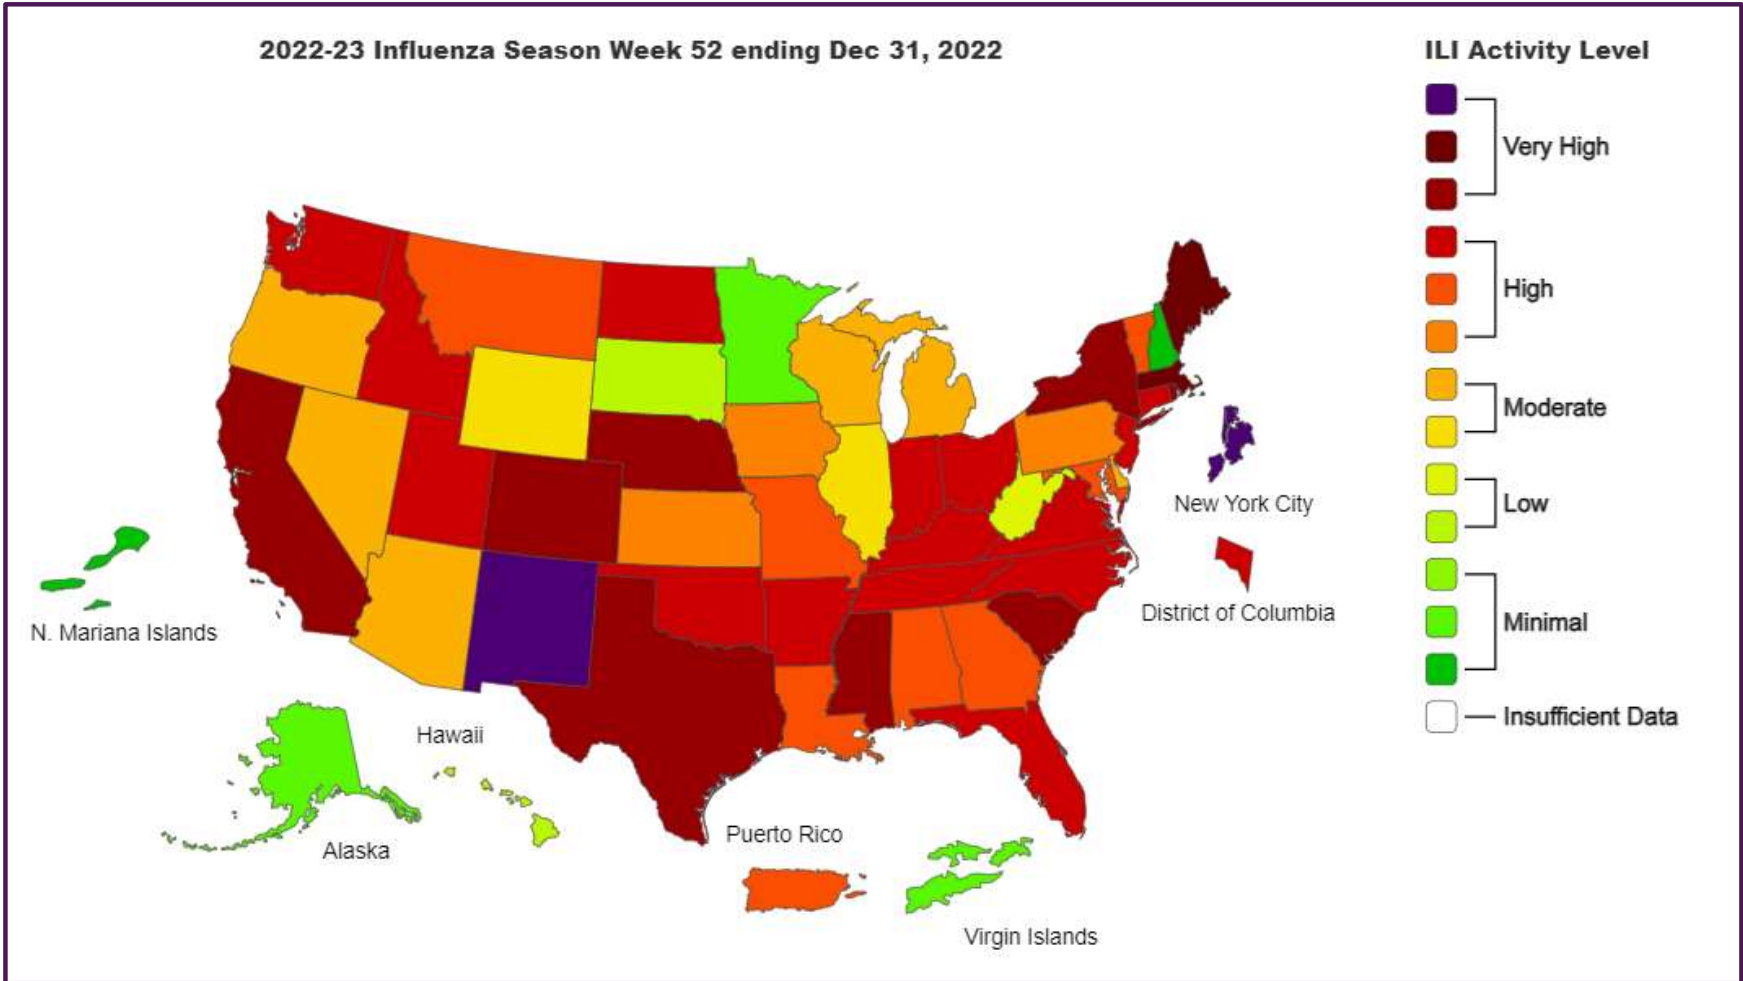 2022-23 Influenza Season Week 52 ending Dec 31, 2022
ILI Activity Level
Very High
High
Moderate
Low
Minimal
Insufficient Data
New York City
District of Columbia
N. Mariana Islands
Hawaii
Alaska
Puerto Rico
Virgin Islands